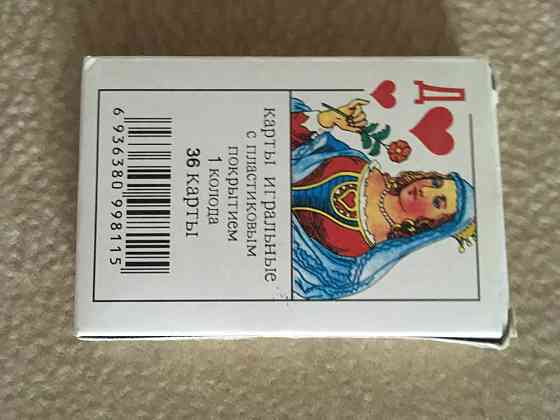 Д
карты игральные
с пластиковым
покрытием
1 колода
36 карты
6 936380 998115